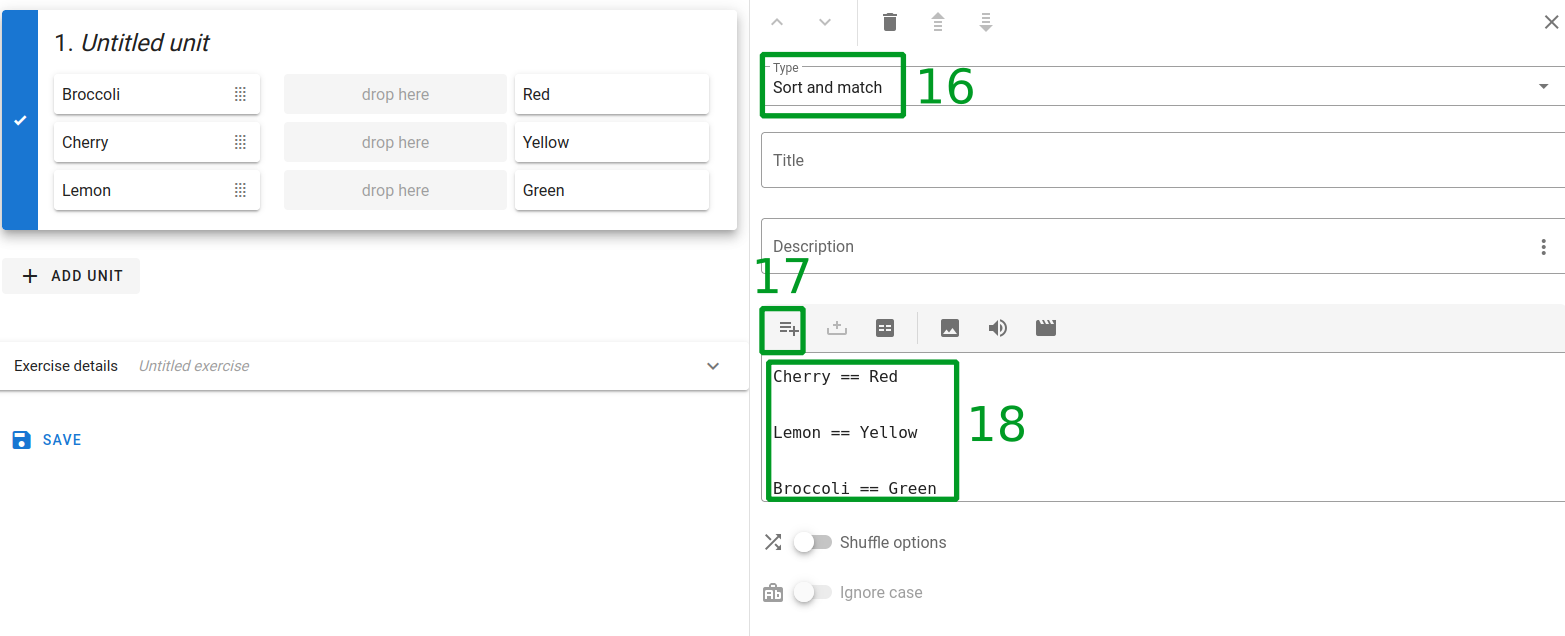 1. Untitled unit
Broccoli
drop here
Red
Cherry
drop here
Yellow
Lemon
drop here
Green
ADD UNIT
Exercise details
Untitled exercise
SAVE
Type
Sort and match
16
Title
Description
17
Cherry == Red
Lemon == Yellow
Broccoli == Green
18
Shuffle options
Ab
Ignore case